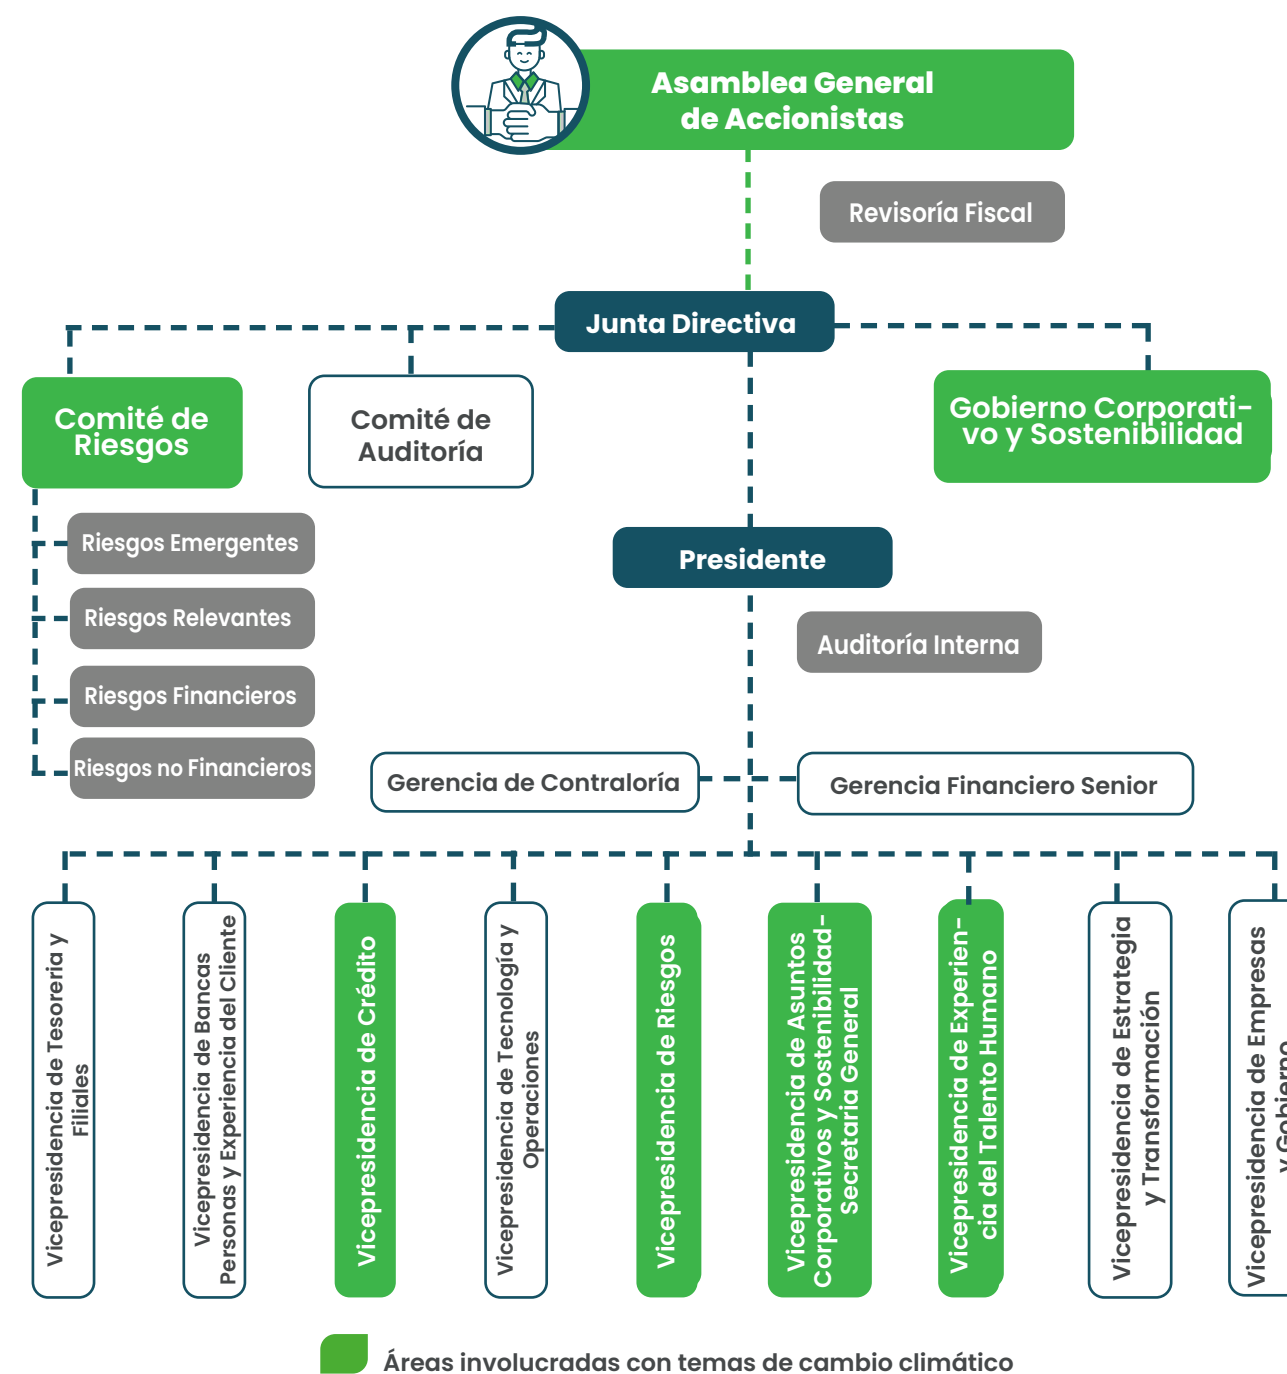 Asamblea General
de Accionistas
Revisoría Fiscal
Junta Directiva
Comité de
Riesgos
Comité de
Auditoría
Gobierno Corporati-
vo y Sostenibilidad
Riesgos Emergentes
Riesgos Relevantes
Riesgos Financieros
Riesgos no Financieros
Presidente
Auditoría Interna
Gerencia de Contraloría
Gerencia Financiero Senior
Vicepresidencia de Tesoreria y
Filiales
Vicepresidencia de Bancas
Personas y Experiencia del Cliente
Vicepresidencia de Crédito
Vicepresidencia de Tecnología y
Operaciones
Vicepresidencia de Riesgos
Vicepresidencia de Asuntos
Corporativos y Sostenibilidad-
Secretaria General
Vicepresidencia de Experien-
cia del Talento Humano
Vicepresidencia de Estrategia
y Transformación
Vicepresidencia de Empresas
y Gobierno
Áreas involucradas con temas de cambio climático